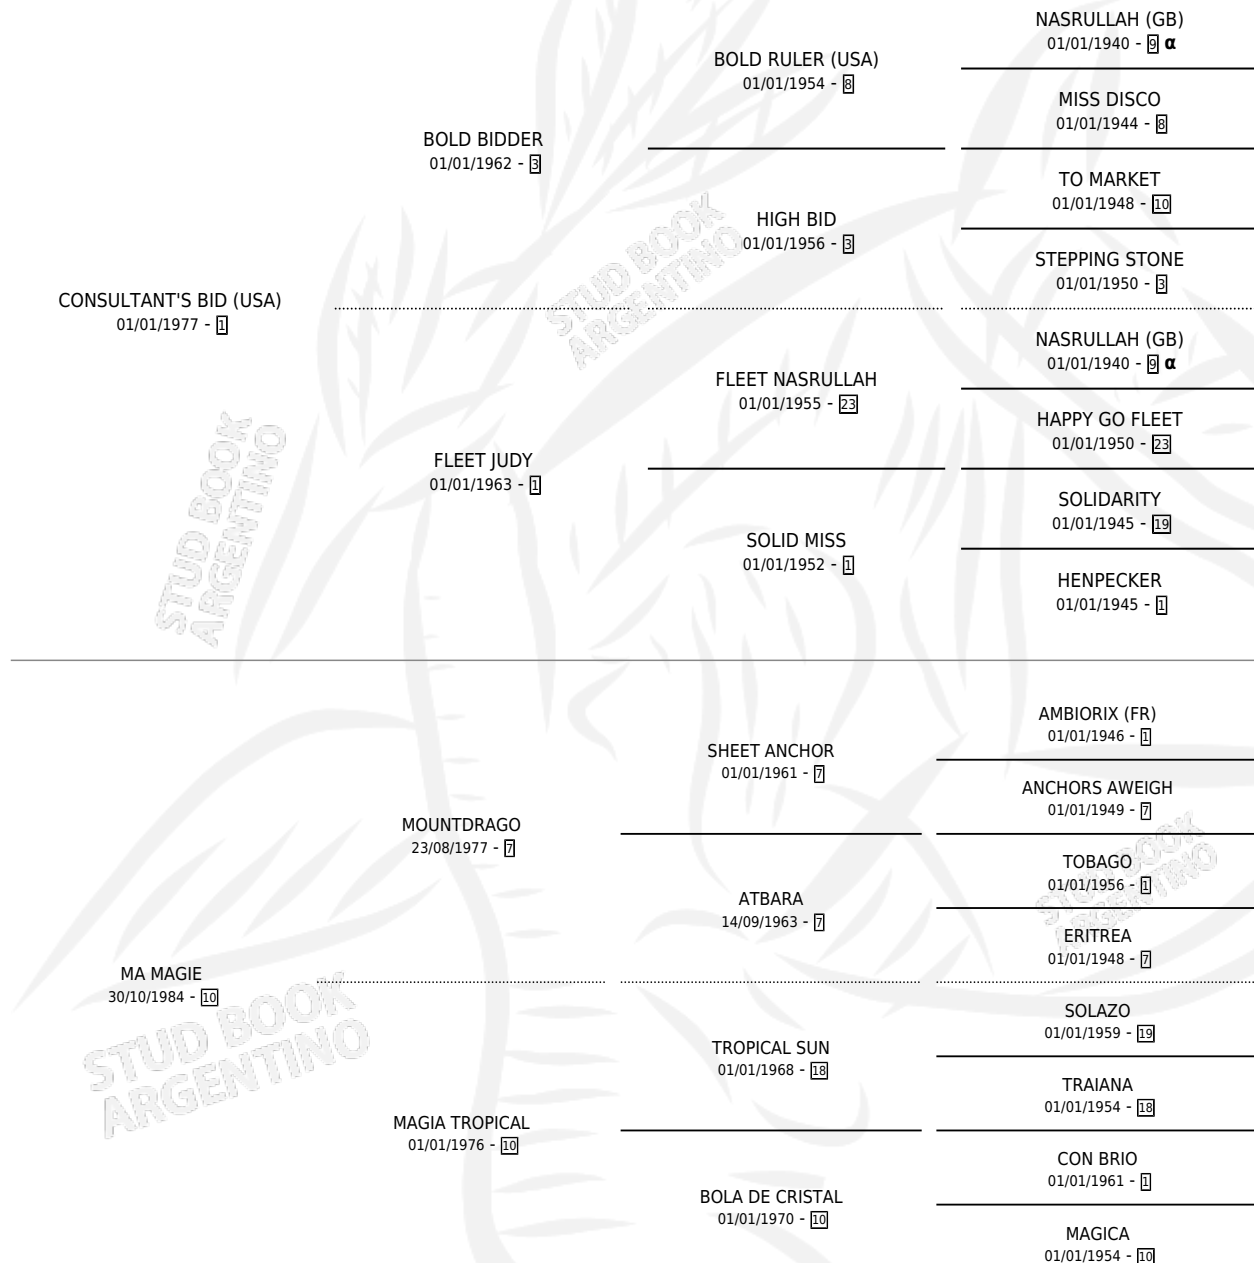 NASRULLAH (GB)
01/01/1940 - 9 α
BOLD RULER (USA)
01/01/1954 - 8
MISS DISCO
01/01/1944 - 8
BOLD BIDDER
01/01/1962 - 3
TO MARKET
01/01/1948 - 10
HIGH BID
01/01/1956 - 3
STEPPING STONE
01/01/1950 - 3
CONSULTANT'S BID (USA)
01/01/1977 - 1
NASRULLAH (GB)
01/01/1940 - 9 α
FLEET NASRULLAH
01/01/1955 - 23
HAPPY GO FLEET
01/01/1950 - 23
FLEET JUDY
01/01/1963 - 1
SOLIDARITY
01/01/1945 - 19
SOLID MISS
01/01/1952 - 1
HENPECKER
01/01/1945 - 1
AMBIORIX (FR)
01/01/1946 - 1
SHEET ANCHOR
01/01/1961 - 7
ANCHORS AWEIGH
01/01/1949 - 7
MOUNTDRAGO
23/08/1977 - 7
TOBAGO
01/01/1956 - 1
ATBARA
14/09/1963 - 7
ERITREA
01/01/1948 - 7
MA MAGIE
30/10/1984 - 10
SOLAZO
01/01/1959 - 19
TROPICAL SUN
01/01/1968 - 18
TRAIANA
01/01/1954 - 18
MAGIA TROPICAL
01/01/1976 - 10
CON BRIO
01/01/1961 - 1
BOLA DE CRISTAL
01/01/1970 - 10
MAGICA
01/01/1954 - 10
STUD BOOK
ARGENTINO
STUD BOOK
ARGENTINO
STUD BOOK
ARGENTINO
STUD BOOK
ARGENTINO